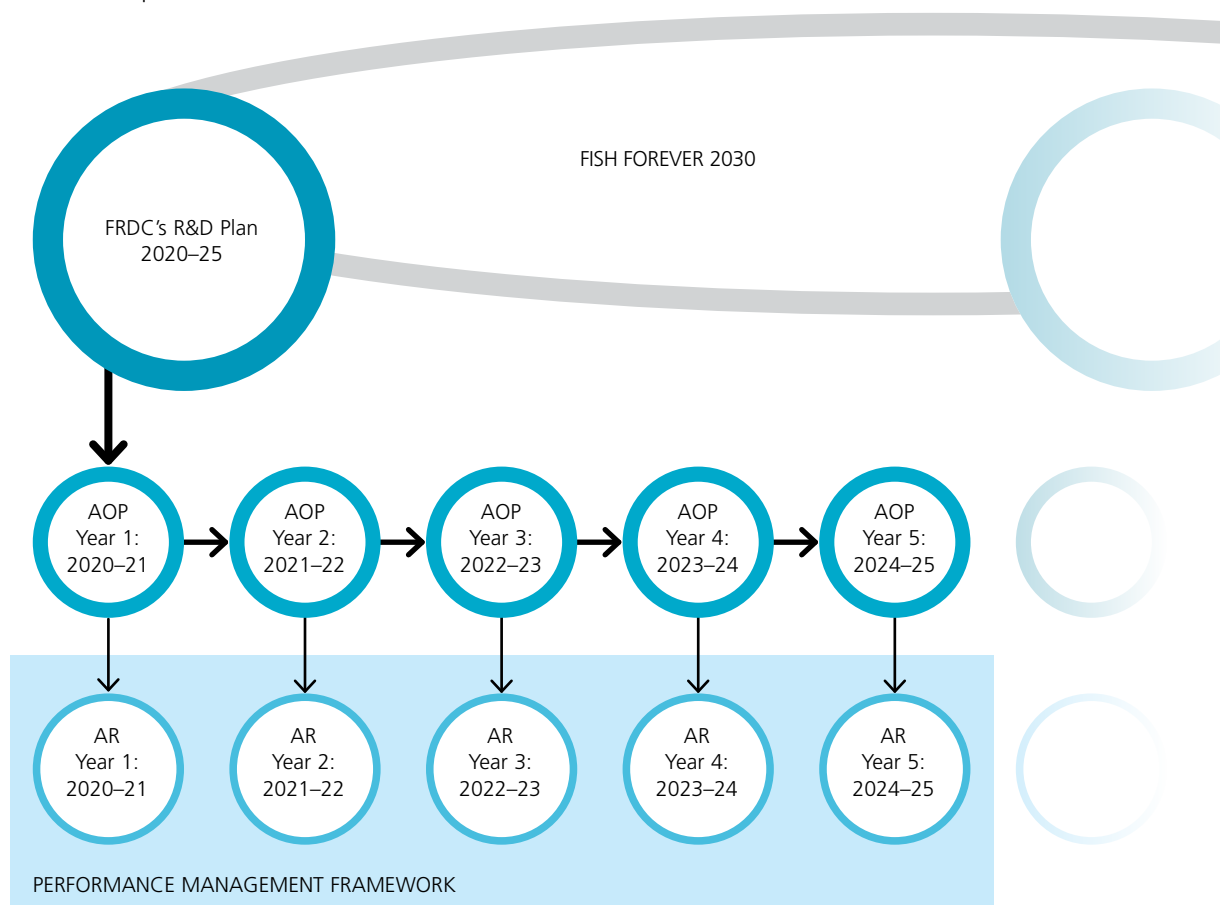 FISH FOREVER 2030
FRDC's R&D Plan
2020–25
AOP
Year 1:
2020–21
AOP
Year 2:
2021–22
AOP
Year 3:
2022–23
AOP
Year 4:
2023–24
AOP
Year 5:
2024–25
AR
Year 1:
2020–21
AR
Year 2:
2021–22
AR
Year 3:
2022–23
AR
Year 4:
2023–24
AR
Year 5:
2024–25
PERFORMANCE MANAGEMENT FRAMEWORK